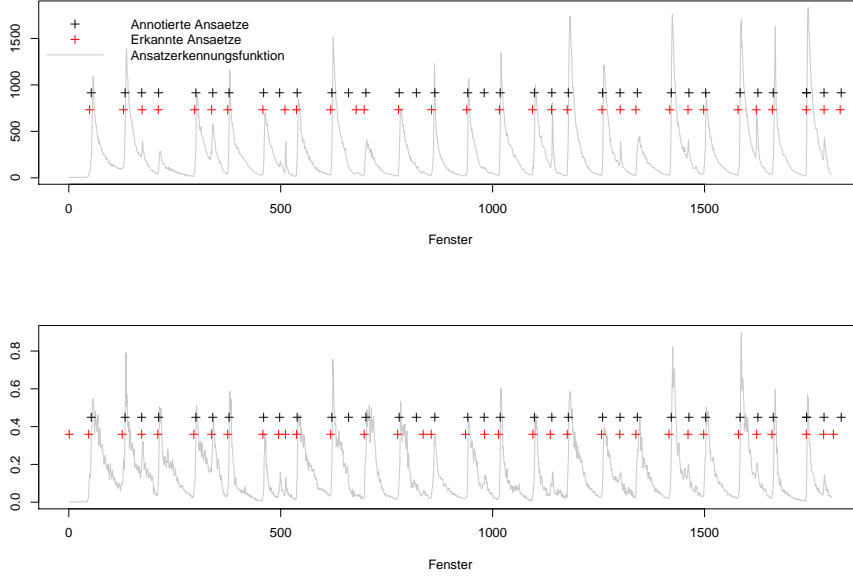 Annotierte Ansaetze
Erkannte Ansaetze
Ansatzerkennungsfunktion
1500
1000
500
0
0 500 1000 1500
Fenster
0.8
0.6
0.4
0.2
0.0
0 500 1000 1500
Fenster